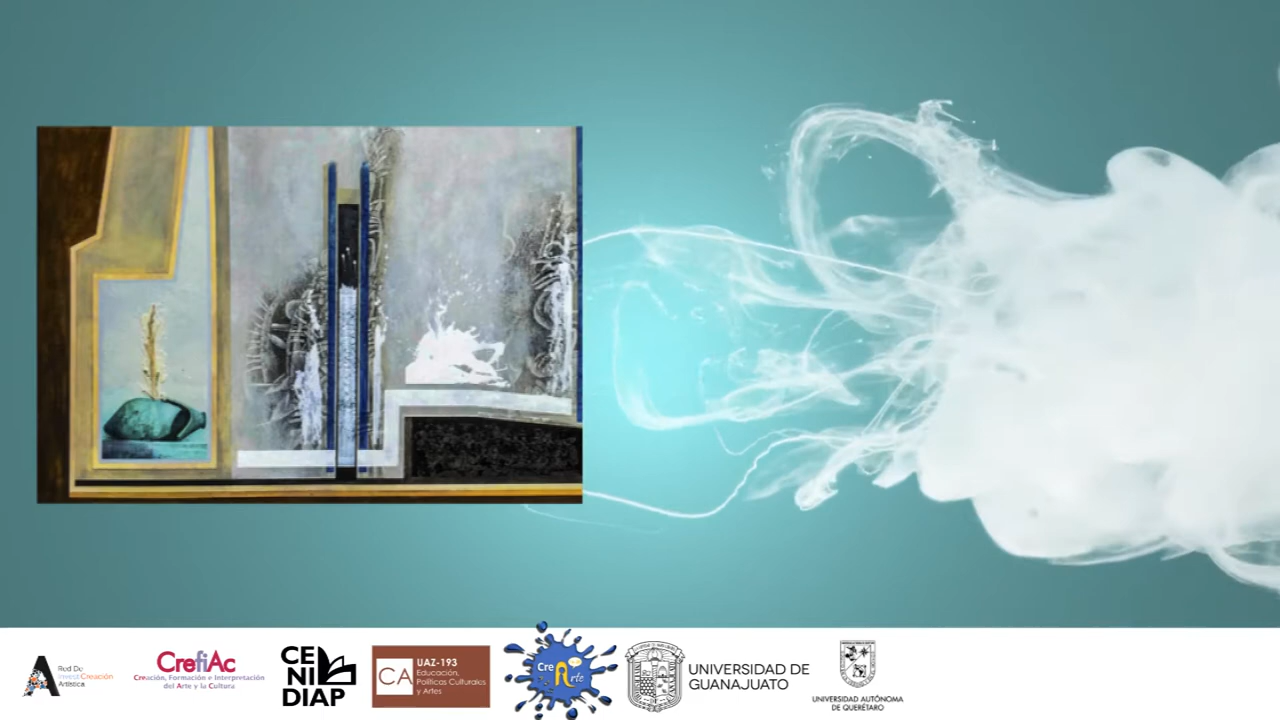 Red De
InvestiCreación
Artística
CrefiAc
Creación, Formación e Interpretación
del Arte y la Cultura
CE
NI
DIAP
CA
UAZ-193
Educación,
Políticas Culturales
y Artes
Cre Arte
UNIVERSIDAD DE
GUANAJUATO
UNIVERSIDAD AUTÓNOMA
DE QUERÉTARO